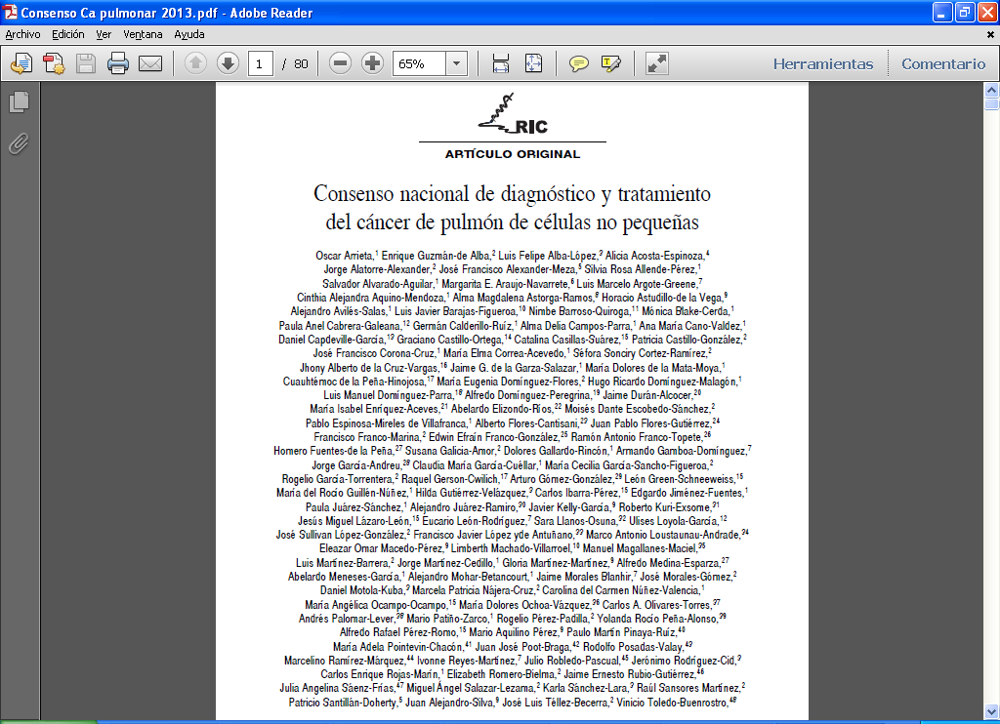 Consenso Ca pulmonar 2013.pdf - Adobe Reader
Archivo Edición Ver Ventana Ayuda
1 / 80 65% Herramientas Comentario
RIC
ARTÍCULO ORIGINAL
Consenso nacional de diagnóstico y tratamiento
del cáncer de pulmón de células no pequeñas
Oscar Arrieta,1 Enrique Guzmán-de Alba,2 Luis Felipe Alba-López,3 Alicia Acosta-Espinoza,4
Jorge Alatorre-Alexander,2 José Francisco Alexander-Meza,5 Silvia Rosa Allende-Pérez,1
Salvador Alvarado-Aguilar,1 Margarita E. Araujo-Navarrete,6 Luis Marcelo Argote-Greene,7
Cinthia Alejandra Aquino-Mendoza,1 Alma Magdalena Astorga-Ramos,8 Horacio Astudillo-de la Vega,9
Alejandro Avilés-Salas,1 Luis Javier Barajas-Figueroa,10 Nimbe Barroso-Quiroga,11 Mónica Blake-Cerda,1
Paula Anel Cabrera-Galeana,12 Germán Calderillo-Ruíz,1 Alma Delia Campos-Parra,1 Ana María Cano-Valdez,1
Daniel Capdeville-García,13 Graciano Castillo-Ortega,14 Catalina Casillas-Suárez,15 Patricia Castillo-González,2
José Francisco Corona-Cruz,1 María Elma Correa-Acevedo,1 Séfora Sonciry Cortez-Ramírez,2
Jhony Alberto de la Cruz-Vargas,16 Jaime G. de la Garza-Salazar,1 María Dolores de la Mata-Moya,1
Cuauhtémoc de la Peña-Hinojosa,17 María Eugenia Domínguez-Flores,2 Hugo Ricardo Domínguez-Malagón,1
Luis Manuel Domínguez-Parra,18 Alfredo Domínguez-Peregrina,19 Jaime Durán-Alcocer,20
María Isabel Enríquez-Aceves,21 Abelardo Elizondo-Ríos,22 Moisés Dante Escobedo-Sánchez,2
Pablo Espinosa-Mireles de Villafranca,1 Alberto Flores-Cantisani,23 Juan Pablo Flores-Gutiérrez,24
Francisco Franco-Marina,2 Edwin Efraín Franco-González,25 Ramón Antonio Franco-Topete,26
Homero Fuentes-de la Peña,27 Susana Galicia-Amor,2 Dolores Gallardo-Rincón,1 Armando Gamboa-Domínguez,7
Jorge García-Andreu,28 Claudia María García-Cuéllar,1 María Cecilia García-Sancho-Figueroa,2
Rogelio García-Torrentera,2 Raquel Gerson-Cwilich,17 Arturo Gómez-González,29 León Green-Schneeweiss,15
María del Rocío Guillén-Núñez,1 Hilda Gutiérrez-Velázquez,3 Carlos Ibarra-Pérez,15 Edgardo Jiménez-Fuentes,1
Paula Juárez-Sánchez,1 Alejandro Juárez-Ramiro,30 Javier Kelly-García,9 Roberto Kuri-Exsome,31
Jesús Miguel Lázaro-León,15 Eucario León-Rodríguez,7 Sara Llanos-Osuna,32 Ulises Loyola-García,12
José Sullivan López-González,2 Francisco Javier López yde Antuñano,33 Marco Antonio Loustaunau-Andrade,34
Eleazar Omar Macedo-Pérez,9 Limberth Machado-Villarroel,10 Manuel Magallanes-Maciel,35
Luis Martínez-Barrera,2 Jorge Martínez-Cedillo,1 Gloria Martínez-Martínez,9 Alfredo Medina-Esparza,27
Abelardo Meneses-García,1 Alejandro Mohar-Betancourt,1 Jaime Morales Blanhir,7 José Morales-Gómez,2
Daniel Motola-Kuba,3 Marcela Patricia Nájera-Cruz,2 Carolina del Carmen Núñez-Valencia,1
María Angélica Ocampo-Ocampo,15 María Dolores Ochoa-Vázquez,36 Carlos A. Olivares-Torres,37
Andrés Palomar-Lever,38 Mario Patiño-Zarco,1 Rogelio Pérez-Padilla,2 Yolanda Rocío Peña-Alonso,39
Alfredo Rafael Pérez-Romo,15 Mario Aquilino Pérez,9 Paulo Martín Pinaya-Ruíz,40
María Adela Pointevin-Chacón,41 Juan José Poot-Braga,42 Rodolfo Posadas-Valay,43
Marcelino Ramírez-Márquez,44 Ivonne Reyes-Martínez,7 Julio Robledo-Pascual,45 Jerónimo Rodríguez-Cid,3
Carlos Enrique Rojas-Marín,1 Elizabeth Romero-Bielma,2 Jaime Ernesto Rubio-Gutiérrez,46
Julia Angelina Sáenz-Frías,47 Miguel Ángel Salazar-Lezama,2 Karla Sánchez-Lara,3 Raúl Sansores Martínez,2
Patricio Santillán-Doherty,5 Juan Alejandro-Silva,9 José Luis Téllez-Becerra,2 Vinicio Toledo-Buenrostro,48